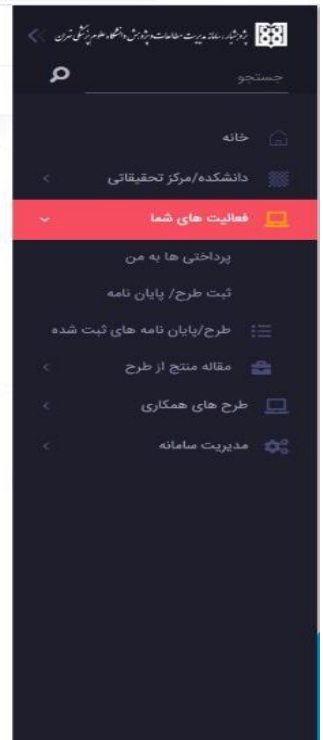 پژوهشیار، سامانه مدیریت مطالعات و پژوهش دانشگاه علوم پزشکی تهران
جستجو
خانه
دانشکده/مرکز تحقیقاتی
فعالیت های شما
پرداختی ها به من
ثبت طرح/ پایان نامه
طرح/پایان نامه های ثبت شده
مقاله منتج از طرح
طرح های همکاری
مدیریت سامانه